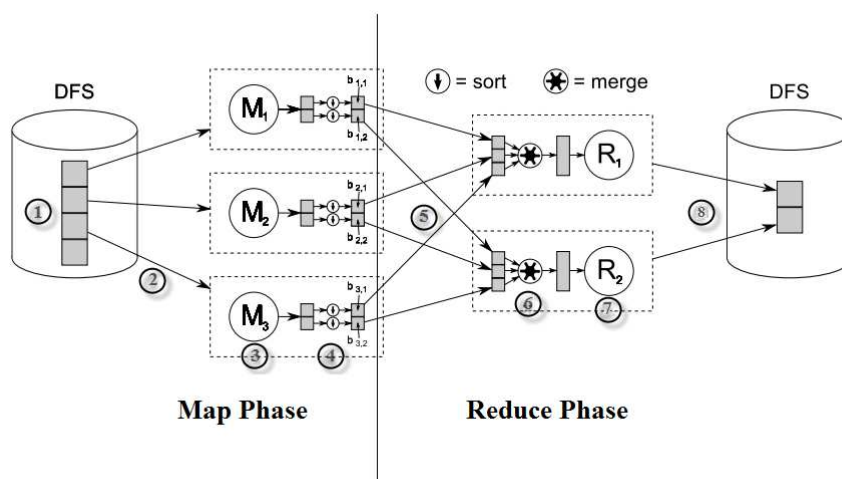 DFS
1
2
M1
b1,1
b1,2
M2
b2,1
b2,2
M3
b3,1
b3,2
3
4
Map Phase
= sort
= merge
5
R1
R2
6
7
Reduce Phase
DFS
8